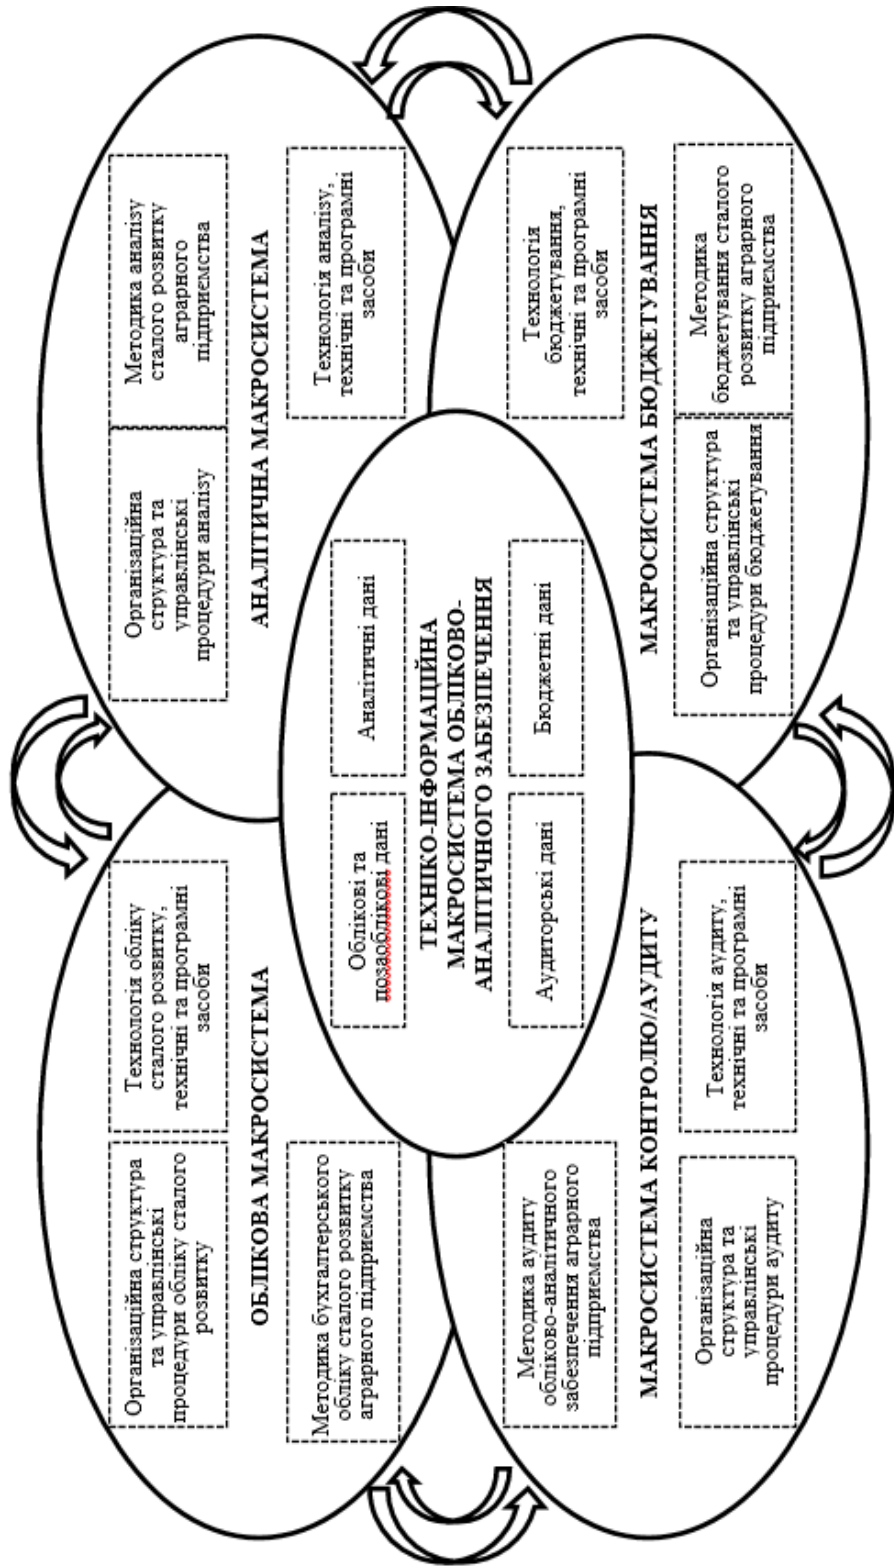 Організаційна структура
та управлінські
процедури обліку сталого
розвитку
Технологія обліку
сталого розвитку,
технічні та програмні
засоби
ОБЛІКОВА МАКРОСИСТЕМА
Методика бухгалтерського
обліку сталого розвитку
аграрного підприємства
Організаційна
структура та
управлінські
процедури аналізу
Методика аналізу
сталого розвитку
аграрного
підприємства
АНАЛІТИЧНА МАКРОСИСТЕМА
Технологія аналізу,
технічні та програмні
засоби
Облікові та
позаоблікові дані
Аналітичні дані
ТЕХНІКО-ІНФОРМАЦІЙНА
МАКРОСИСТЕМА ОБЛІКОВО-
АНАЛІТИЧНОГО ЗАБЕЗПЕЧЕННЯ
Аудиторські дані
Бюджетні дані
Методика аудиту
обліково-аналітичного
забезпечення аграрного
підприємства
МАКРОСИСТЕМА КОНТРОЛЮ/АУДИТУ
Організаційна
структура та
управлінські
процедури аудиту
Технологія аудиту,
технічні та програмні
засоби
Технологія
бюджетування,
технічні та програмні
засоби
МАКРОСИСТЕМА БЮДЖЕТУВАННЯ
Організаційна структура
та управлінські
процедури бюджетування
Методика
бюджетування сталого
розвитку аграрного
підприємства